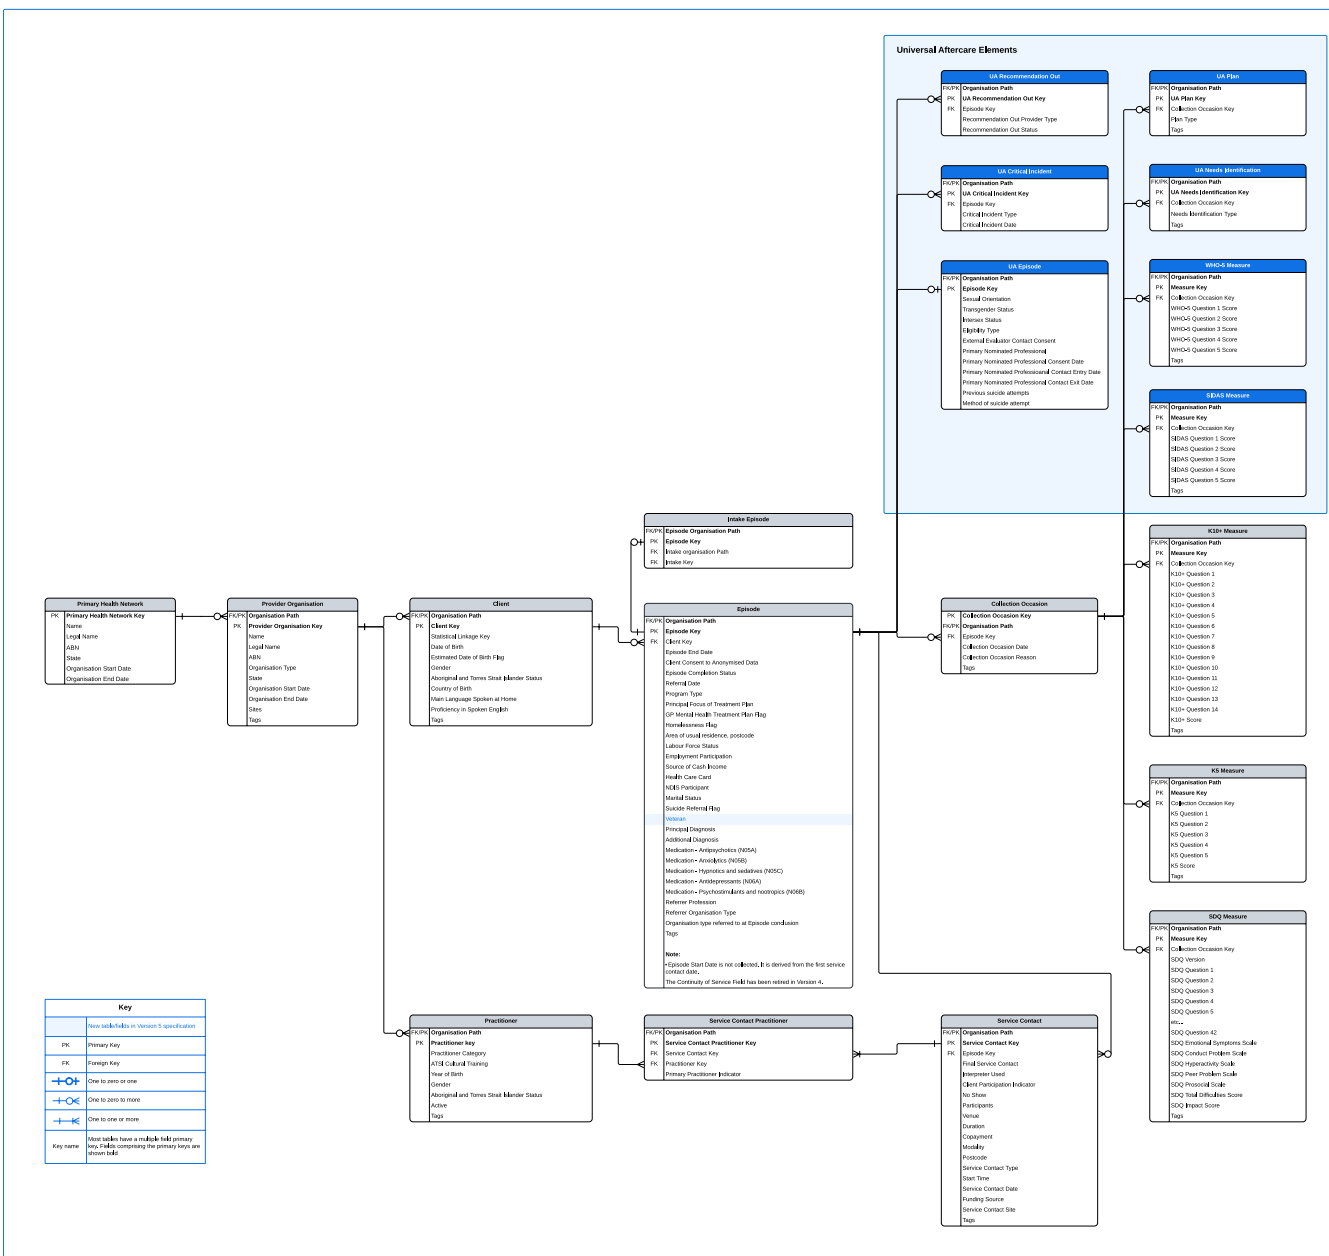 Universal Aftercare Elements
UA Recommendation Out
FK/PK Organisation Path
PK UA Recommendation Out Key
FK Episode Key
Recommendation Out Provider Type
Recommendation Out Status
UA Plan
FK/PK Organisation Path
PK UA Plan Key
FK Collection Occasion Key
Plan Type
Tags
UA Critical Incident
FK/PK Organisation Path
PK UA Critical Incident Key
FK Episode Key
Critical Incident Type
Critical Incident Date
UA Needs Identification
FK/PK Organisation Path
PK UA Needs Identification Key
FK Collection Occasion Key
Needs Identification Type
Tags
UA Episode
FK/PK Organisation Path
PK Episode Key
Sexual Orientation
Transgender Status
Intersex Status
Eligibility Type
External Evaluator Contact Consent
Primary Nominated Professional
Primary Nominated Professional Consent Date
Primary Nominated Professioanal Contact Entry Date
Primary Nominated Professional Contact Exit Date
Previous suicide attempts
Method of suicide attempt
WHO-5 Measure
FK/PK Organisation Path
PK Measure Key
FK Collection Occasion Key
WHO-5 Question 1 Score
WHO-5 Question 2 Score
WHO-5 Question 3 Score
WHO-5 Question 4 Score
WHO-5 Question 5 Score
Tags
SIDAS Measure
FK/PK Organisation Path
PK Measure Key
FK Collection Occasion Key
SIDAS Question 1 Score
SIDAS Question 2 Score
SIDAS Question 3 Score
SIDAS Question 4 Score
SIDAS Question 5 Score
Tags
Intake Episode
FK/PK Episode Organisation Path
PK Episode Key
FK Intake organisation Path
FK Intake Key
K10+ Measure
FK/PK Organisation Path
PK Measure Key
FK Collection Occasion Key
K10+ Question 1
K10+ Question 2
K10+ Question 3
K10+ Question 4
K10+ Question 5
K10+ Question 6
K10+ Question 7
K10+ Question 8
K10+ Question 9
K10+ Question 10
K10+ Question 11
K10+ Question 12
K10+ Question 13
K10+ Question 14
K10+ Score
Tags
Primary Health Network
PK Primary Health Network Key
Name
Legal Name
ABN
State
Organisation Start Date
Organisation End Date
Provider Organisation
FK/PK Organisation Path
PK Provider Organisation Key
Name
Legal Name
ABN
Organisation Type
State
Organisation Start Date
Organisation End Date
Sites
Tags
Client
FK/PK Organisation Path
PK Client Key
Statistical Linkage Key
Date of Birth
Estimated Date of Birth Flag
Gender
Aboriginal and Torres Strait Islander Status
Country of Birth
Main Language Spoken at Home
Proficiency in Spoken English
Tags
Episode
FK/PK Organisation Path
PK Episode Key
FK Client Key
Episode End Date
Client Consent to Anonymised Data
Episode Completion Status
Referral Date
Program Type
Principal Focus of Treatment Plan
GP Mental Health Treatment Plan Flag
Homelessness Flag
Area of usual residence, postcode
Labour Force Status
Employment Participation
Source of Cash Income
Health Care Card
NDIS Participant
Marital Status
Suicide Referral Flag
Veteran
Principal Diagnosis
Additional Diagnosis
Medication - Antipsychotics (N05A)
Medication - Anxiolytics (N05B)
Medication - Hypnotics and sedatives (N05C)
Medication - Antidepressants (N06A)
Medication - Psychostimulants and nootropics (N06B)
Referrer Profession
Referrer Organisation Type
Organisation type referred to at Episode conclusion
Tags
Note:
• Episode Start Date is not collected. It is derived from the first service
contact date.
The Continuity of Service Field has been retired in Version 4.
Collection Occasion
PK Collection Occasion Key
FK/PK Organisation Path
FK Episode Key
Collection Occasion Date
Collection Occasion Reason
Tags
K5 Measure
FK/PK Organisation Path
PK Measure Key
FK Collection Occasion Key
K5 Question 1
K5 Question 2
K5 Question 3
K5 Question 4
K5 Question 5
K5 Score
Tags
SDQ Measure
FK/PK Organisation Path
PK Measure Key
FK Collection Occasion Key
SDQ Version
SDQ Question 1
SDQ Question 2
SDQ Question 3
SDQ Question 4
SDQ Question 5
etc..
SDQ Question 42
SDQ Emotional Symptoms Scale
SDQ Conduct Problem Scale
SDQ Hyperactivity Scale
SDQ Peer Problem Scale
SDQ Prosocial Scale
SDQ Total Difficulties Score
SDQ Impact Score
Tags
Key
New table/fields in Version 5 specification
PK Primary Key
FK Foreign Key
One to zero or one
One to zero to more
One to one or more
Key name Most tables have a multiple field primary
key. Fields comprising the primary keys are
shown bold
Practitioner
FK/PK Organisation Path
PK Practitioner key
Practitioner Category
ATSI Cultural Training
Year of Birth
Gender
Aboriginal and Torres Strait Islander Status
Active
Tags
Service Contact Practitioner
FK/PK Organisation Path
PK Service Contact Practitioner Key
FK Service Contact Key
FK Practitioner Key
Primary Practitioner Indicator
Service Contact
FK/PK Organisation Path
PK Service Contact Key
FK Episode Key
Final Service Contact
Interpreter Used
Client Participation Indicator
No Show
Participants
Venue
Duration
Copayment
Modality
Postcode
Service Contact Type
Start Time
Service Contact Date
Funding Source
Service Contact Site
Tags